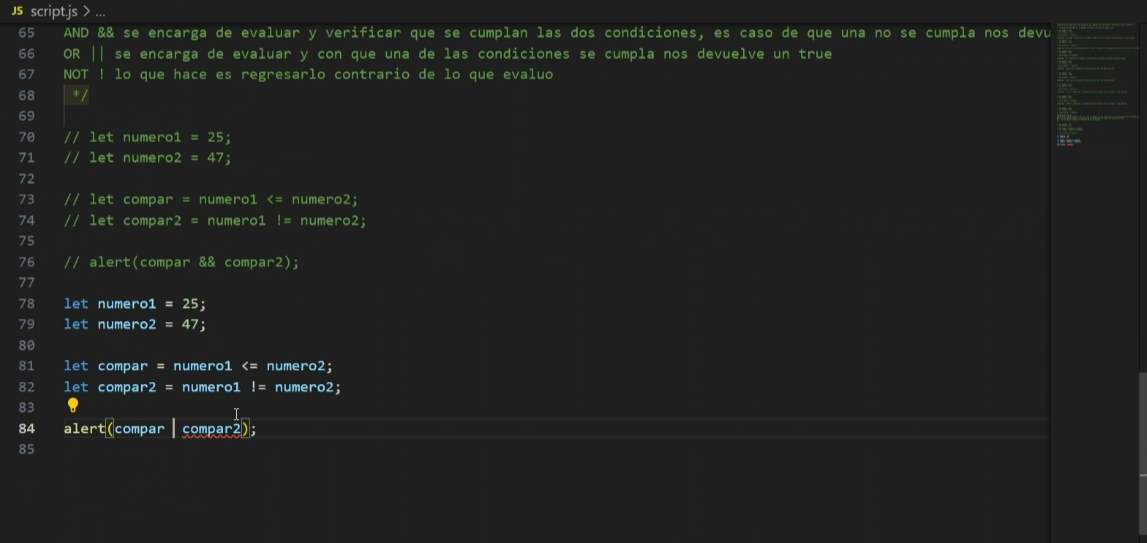 JS script.js > ...
65 AND && se encarga de evaluar y verificar que se cumplan las dos condiciones, es caso de que una no se cumpla nos devu
66 OR || se encarga de evaluar y con que una de las condiciones se cumpla nos devuelve un true
67 NOT ! lo que hace es regresarlo contrario de lo que evaluo
68 */
69
70 // let numero1 = 25;
71 // let numero2 = 47;
72
73 // let compar = numero1 <= numero2;
74 // let compar2 = numero1 != numero2;
75
76 // alert(compar && compar2);
77
78 let numero1 = 25;
79 let numero2 = 47;
80
81 let compar = numero1 <= numero2;
82 let compar2 = numero1 != numero2;
83
84 alert(compar compar2);
85